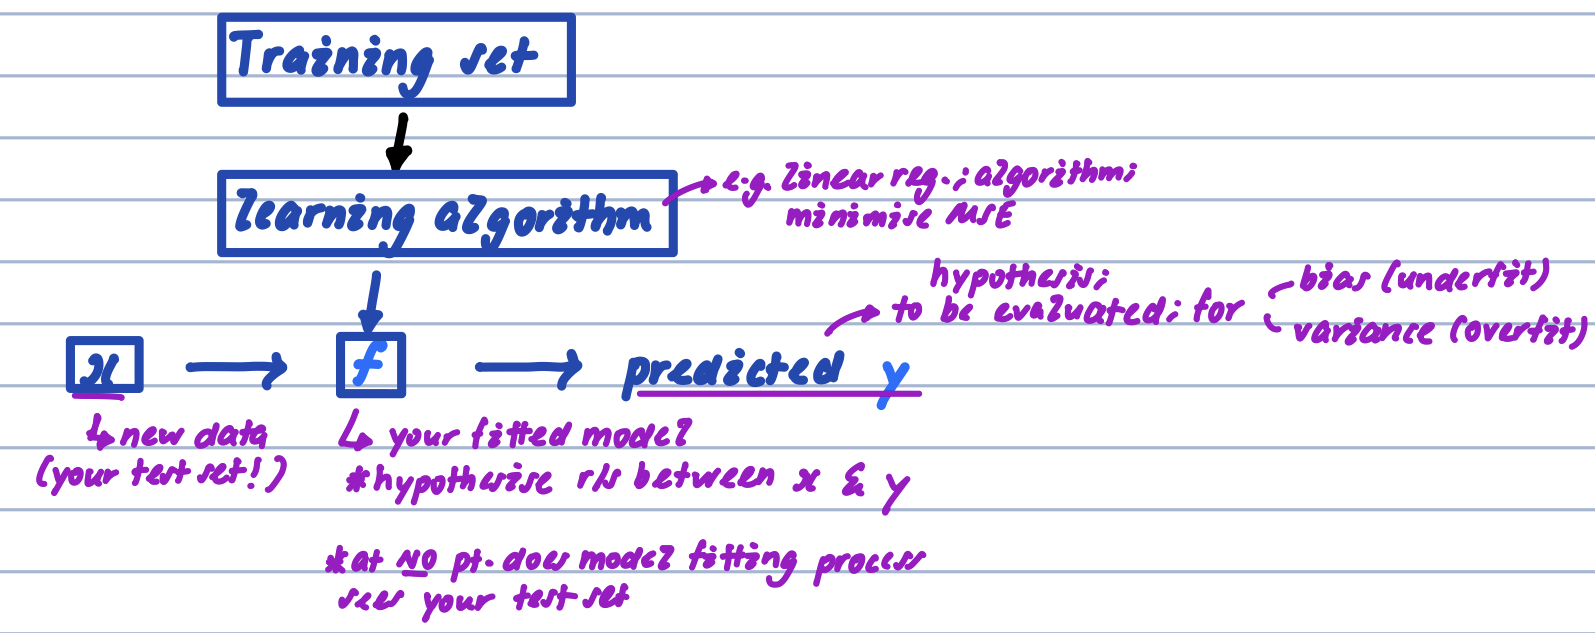 Training set
Learning algorithm
e.g. Linear reg.; algorithm;
minimise MSE
hypothesis;
to be evaluated; for
bias (underfit)
variance (overfit)
x
f
predicted y
new data
(your test set!)
your fitted model
*hypothesize r/s between x & y
*at NO pt. does model fitting process
sees your test set